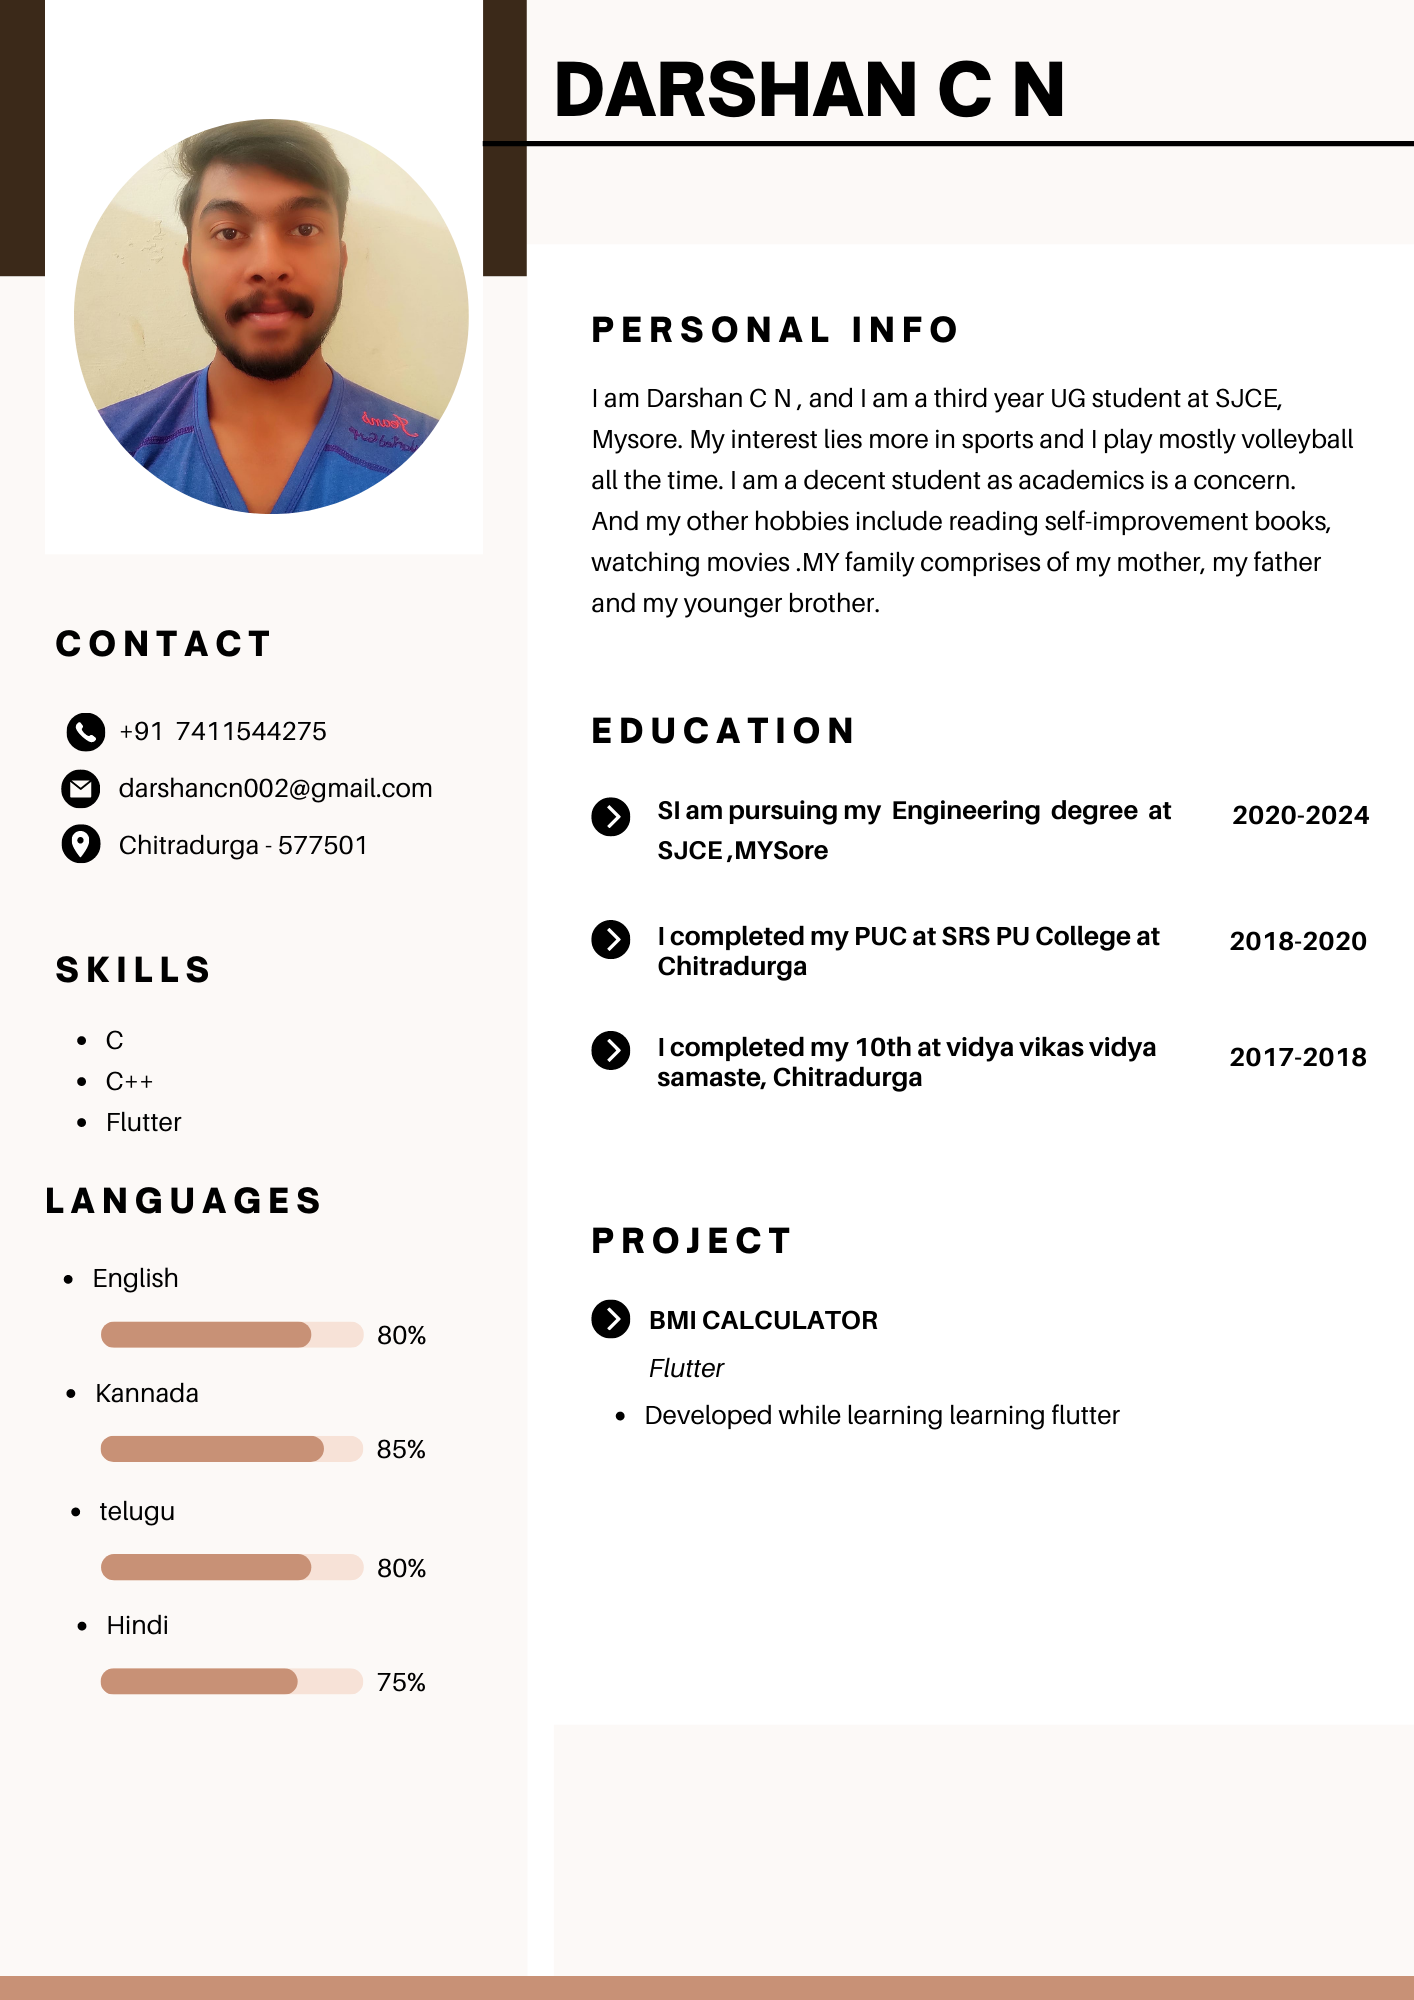 DARSHAN C N
CONTACT
+91 7411544275
darshancn002@gmail.com
Chitradurga - 577501
SKILLS
• C
• C++
• Flutter
LANGUAGES
• English
80%
• Kannada
85%
• telugu
80%
• Hindi
75%
PERSONAL INFO
I am Darshan C N , and I am a third year UG student at SJCE,
Mysore. My interest lies more in sports and I play mostly volleyball
all the time. I am a decent student as academics is a concern.
And my other hobbies include reading self-improvement books,
watching movies .MY family comprises of my mother, my father
and my younger brother.
EDUCATION
SI am pursuing my Engineering degree at 2020-2024
SJCE ,MYSore
I completed my PUC at SRS PU College at 2018-2020
Chitradurga
I completed my 10th at vidya vikas vidya 2017-2018
samaste, Chitradurga
PROJECT
BMI CALCULATOR
Flutter
• Developed while learning learning flutter